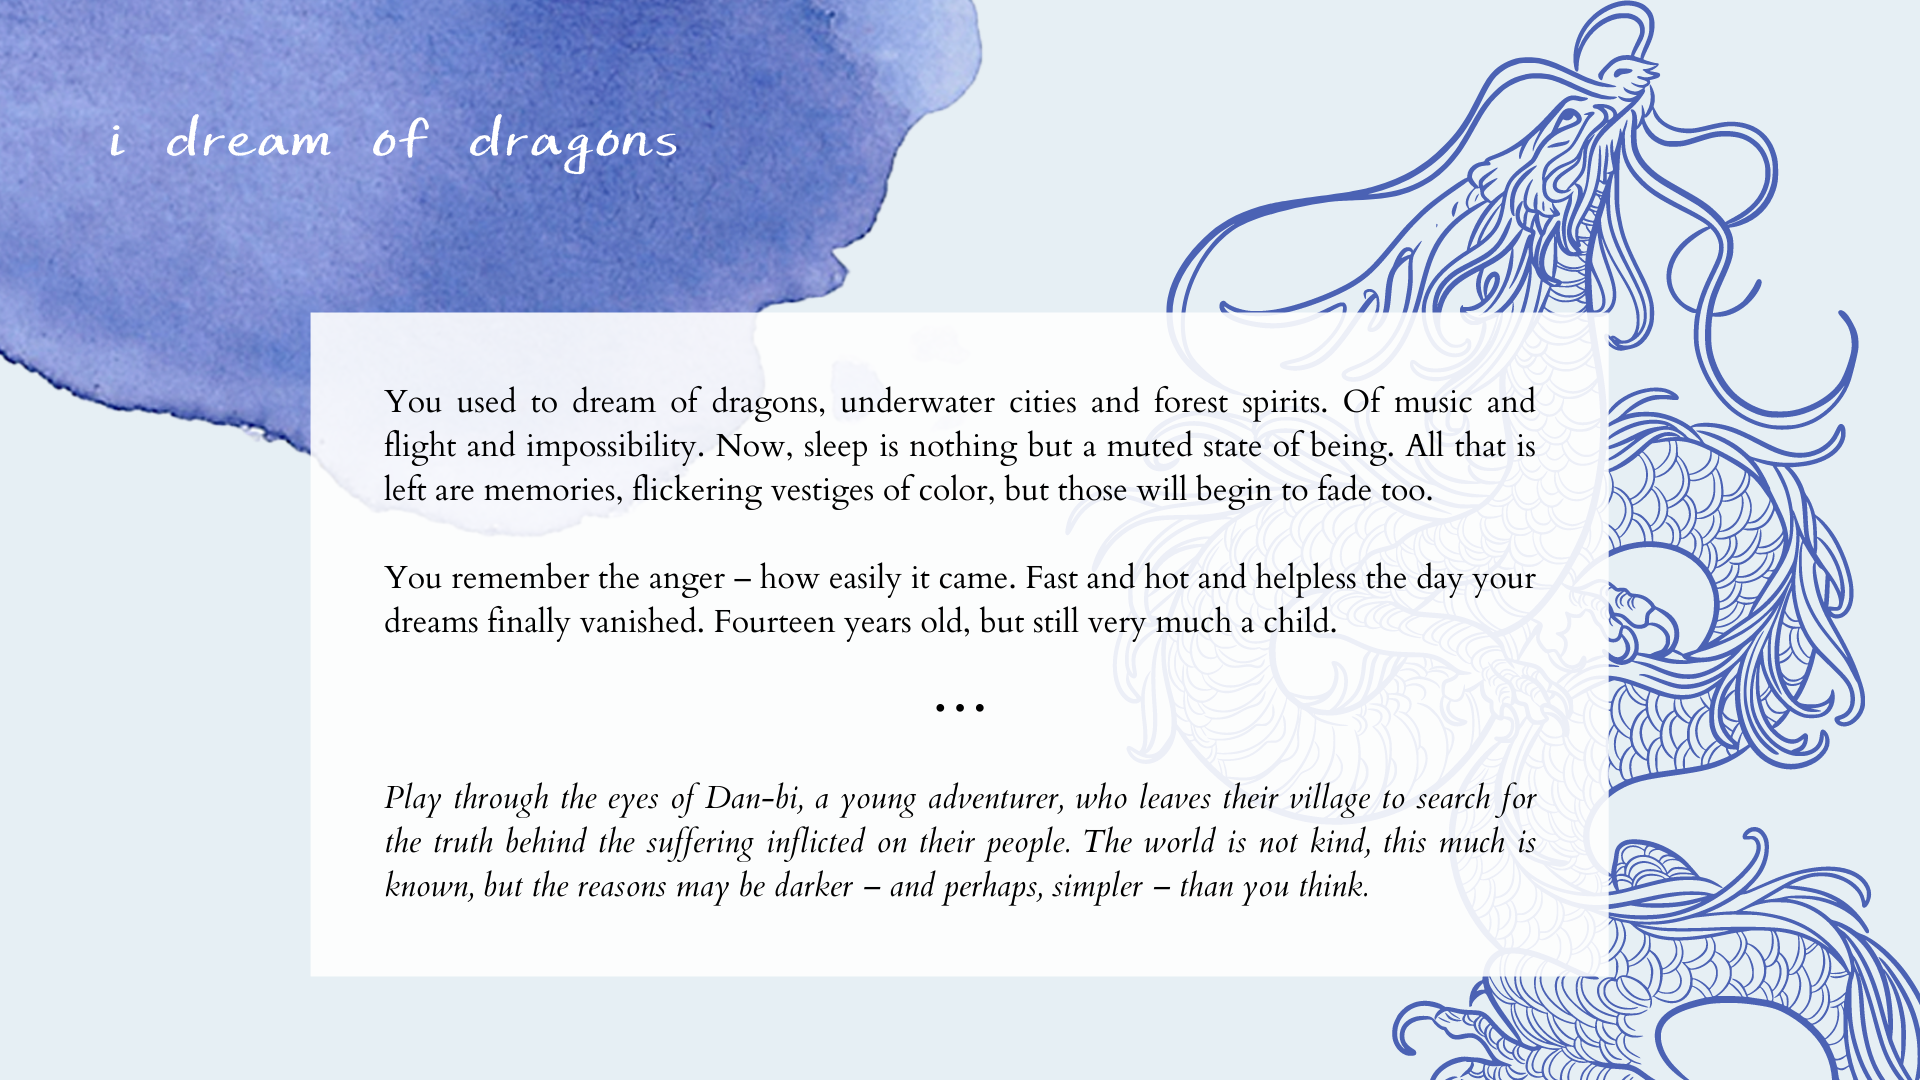 i dream of dragons
You used to dream of dragons, underwater cities and forest spirits. Of music and
flight and impossibility. Now, sleep is nothing but a muted state of being. All that is
left are memories, flickering vestiges of color, but those will begin to fade too.
You remember the anger – how easily it came. Fast and hot and helpless the day your
dreams finally vanished. Fourteen years old, but still very much a child.
...
Play through the eyes of Dan-bi, a young adventurer, who leaves their village to search for
the truth behind the suffering inflicted on their people. The world is not kind, this much is
known, but the reasons may be darker – and perhaps, simpler – than you think.